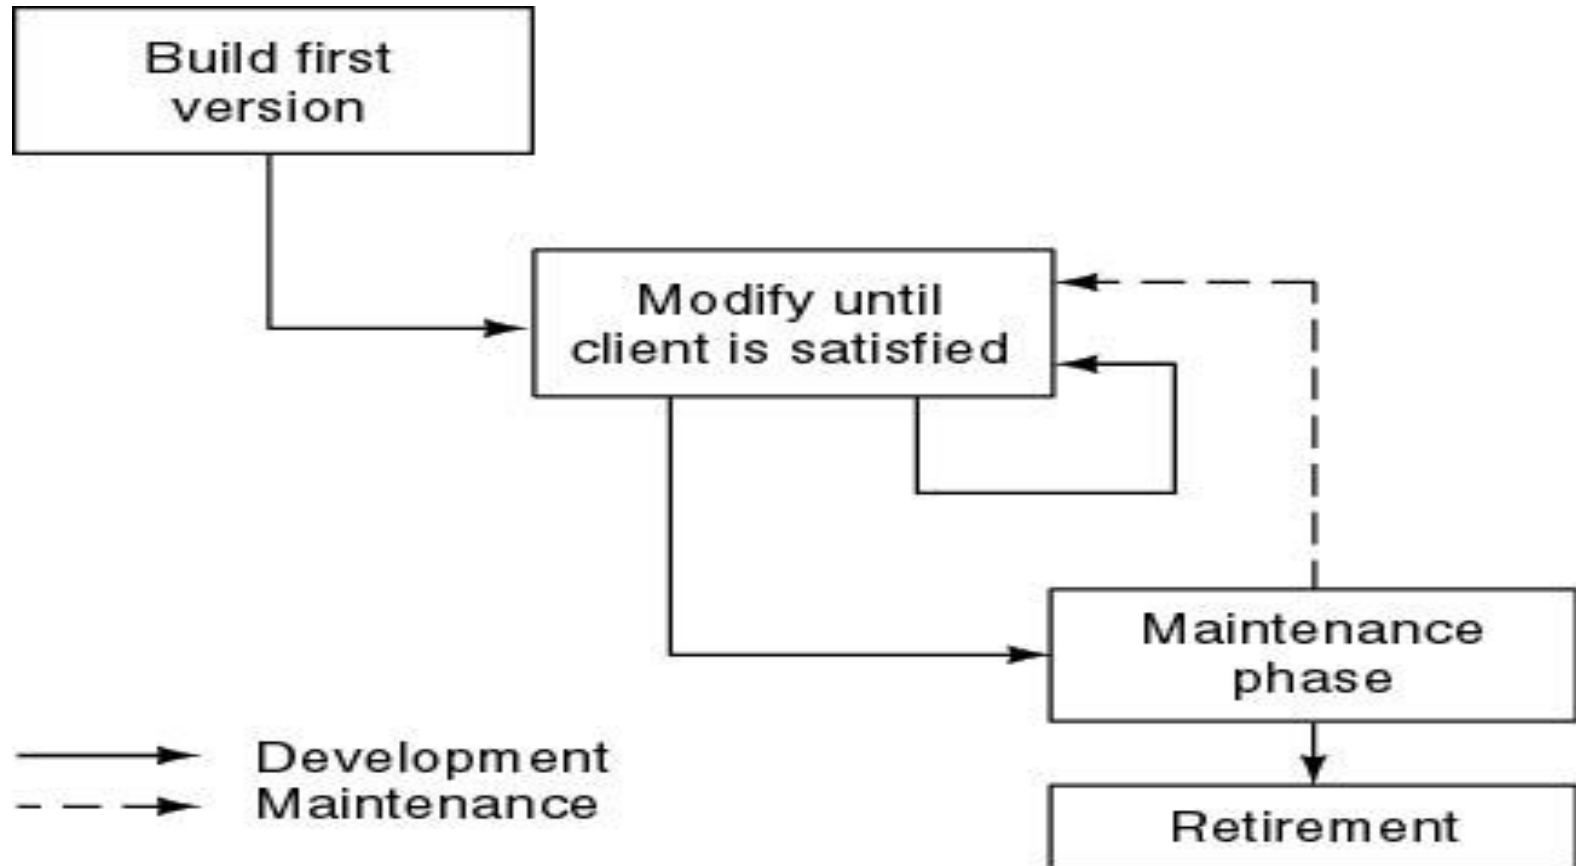 Build first
version
Modify until
client is satisfied
Maintenance
phase
Development
Maintenance
Retirement